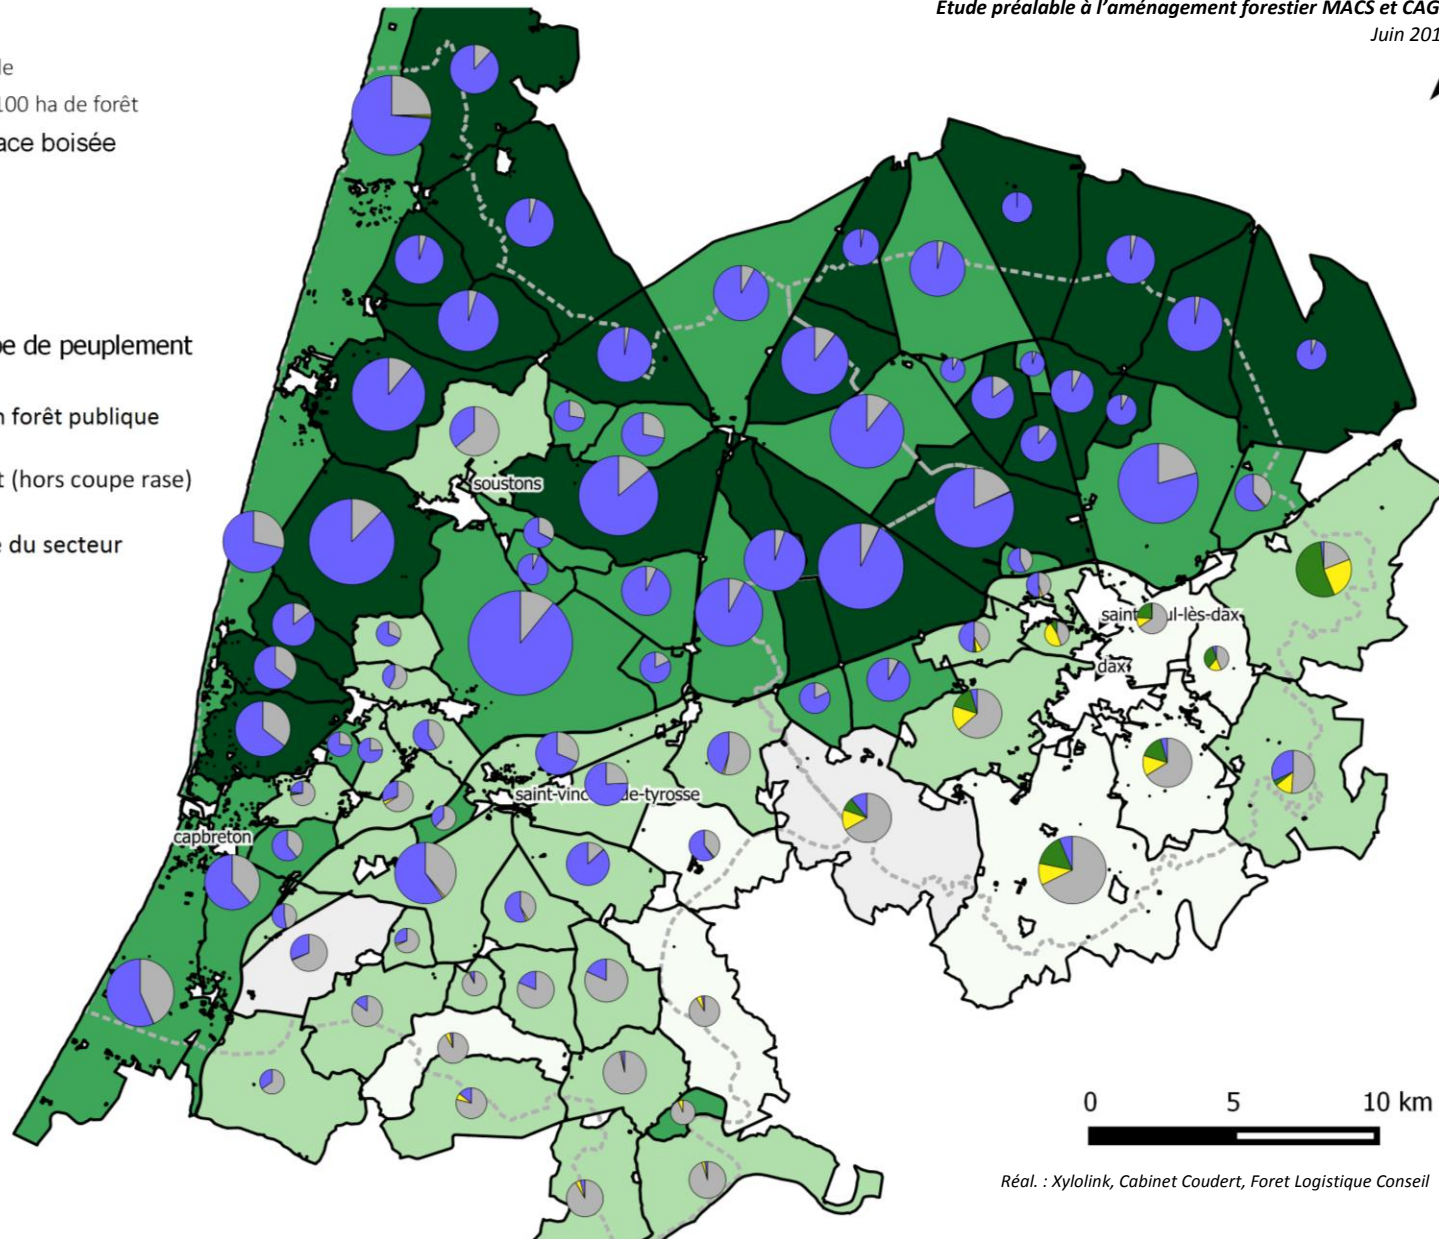 Etude préalable à l'aménagement forestier MACS et CAG
Juin 201
le
100 ha de forêt
ace boisée
pe de peuplement
n forêt publique
t (hors coupe rase)
e du secteur
soustons
saint-vinc de-tyrosse
capbreton
saint ul-lès-dax
dax
0 5 10 km
Réal. : Xylolink, Cabinet Coudert, Foret Logistique Conseil